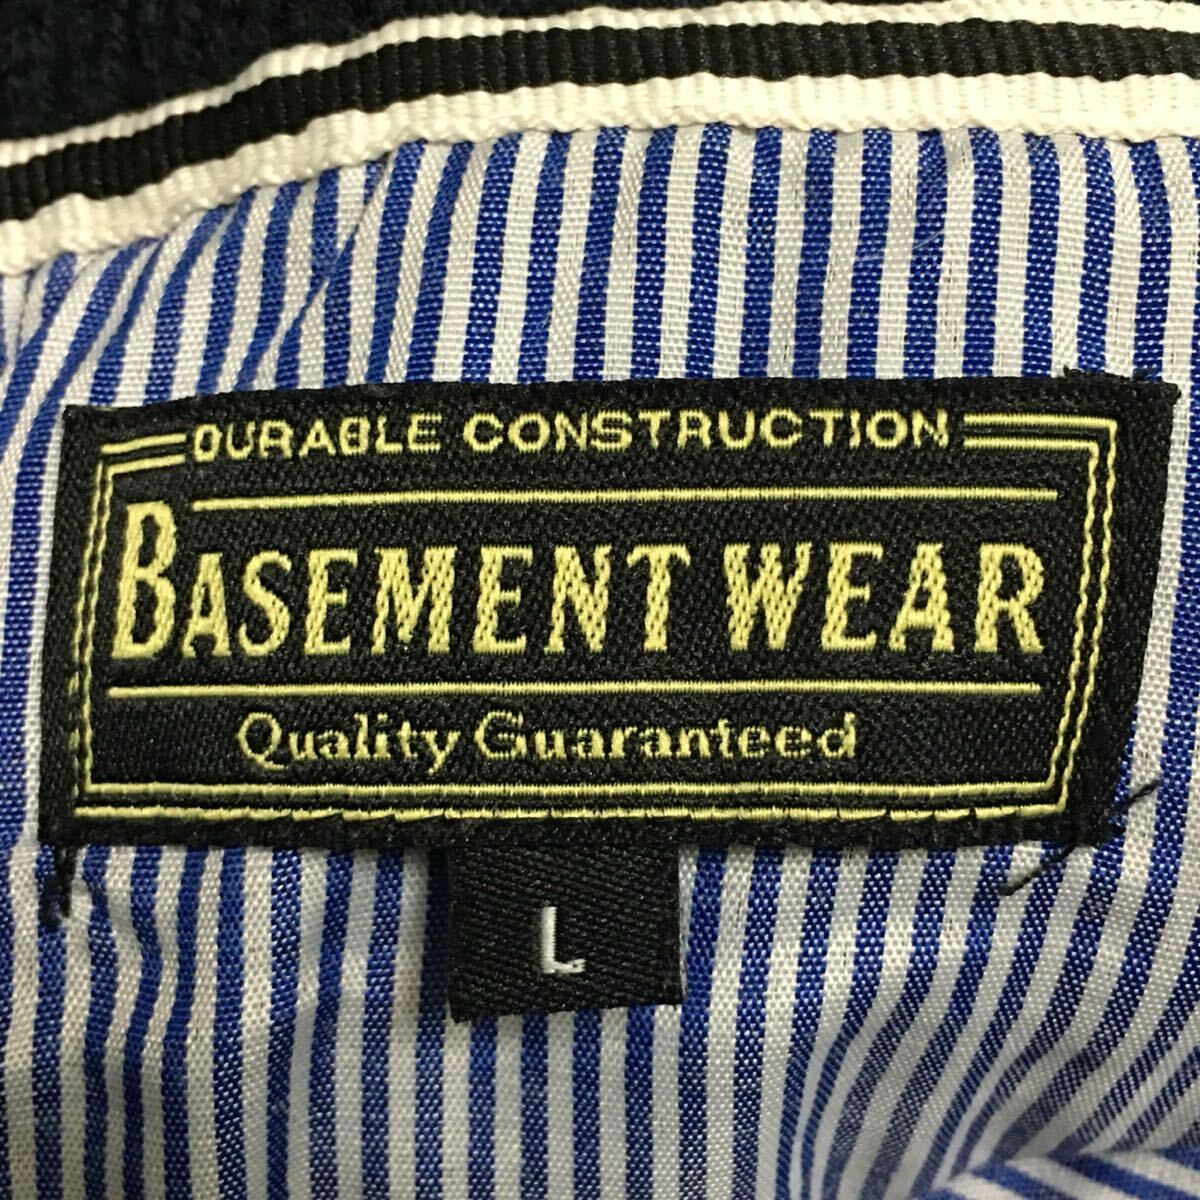 DURABLE CONSTRUCTION
BASEMENT WEAR
Quality Guaranteed
L